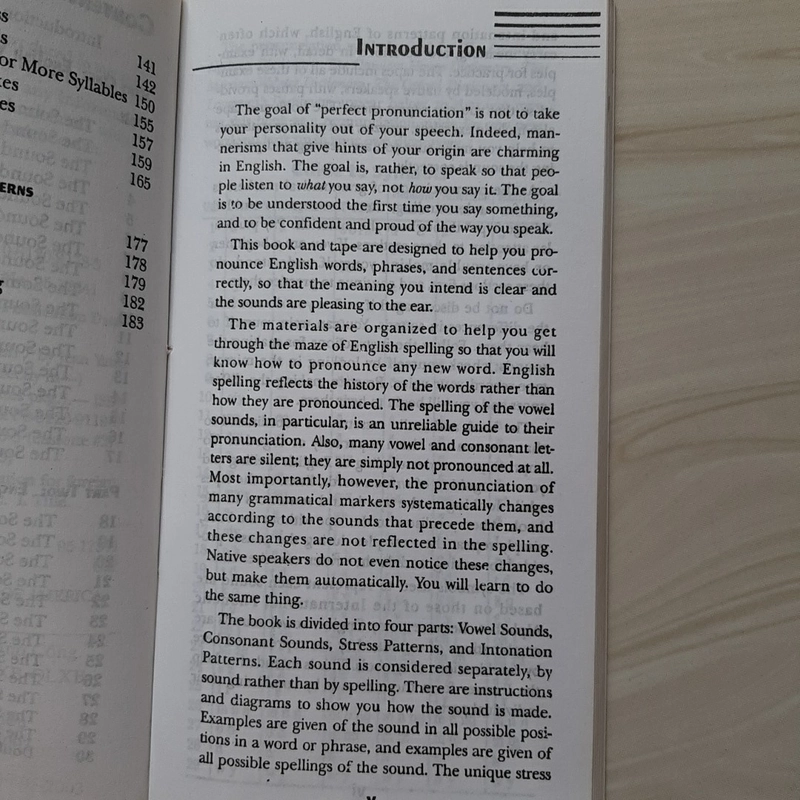 s
s
or More Syllables
tes
es
ERNS
g
141
142
150
155
157
159
165
177
178
179
182
183
INTRODUCTION
The goal of "perfect pronunciation" is not to take
your personality out of your speech. Indeed, man-
nerisms that give hints of your origin are charming
in English. The goal is, rather, to speak so that peo-
ple listen to what you say, not how you say it. The goal
is to be understood the first time you say something,
and to be confident and proud of the way you speak.
This book and tape are designed to help you pro-
nounce English words, phrases, and sentences cor-
rectly, so that the meaning you intend is clear and
the sounds are pleasing to the ear.
The materials are organized to help you get
through the maze of English spelling so that you will
know how to pronounce any new word. English
spelling reflects the history of the words rather than
how they are pronounced. The spelling of the vowel
sounds, in particular, is an unreliable guide to their
pronunciation. Also, many vowel and consonant let-
ters are silent; they are simply not pronounced at all.
Most importantly, however, the pronunciation of
many grammatical markers systematically changes
according to the sounds that precede them, and
these changes are not reflected in the spelling.
Native speakers do not even notice these changes,
but make them automatically. You will learn to do
the same thing.
The book is divided into four parts: Vowel Sounds,
Consonant Sounds, Stress Patterns, and Intonation
Patterns. Each sound is considered separately, by
sound rather than by spelling. There are instructions
and diagrams to show you how the sound is made.
Examples are given of the sound in all possible posi-
tions in a word or phrase, and examples are given of
all possible spellings of the sound. The unique stress